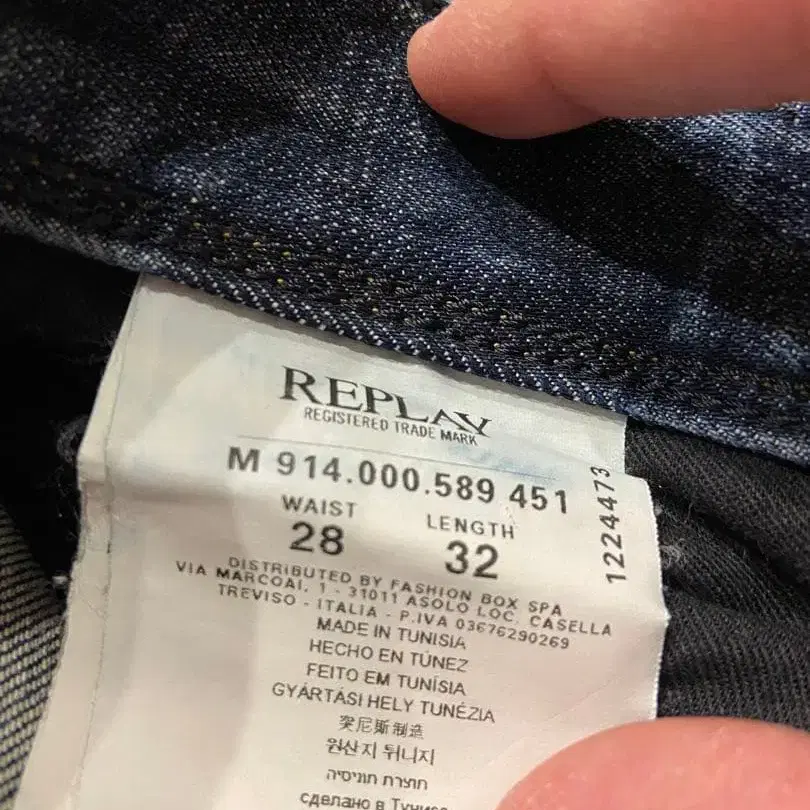 REPLAY
REGISTERED TRADE MARK
M 914.000.589 451
WAIST LENGTH
28 32
1224473
DISTRIBUTED BY FASHION BOX SPA
VIA MARCOAI, 1 - 31011 ASOLO LOC. CASELLA
TREVISO - ITALIA - P.IVA 03676290269
MADE IN TUNISIA
HECHO EN TÚNEZ
FEITO EM TUNÍSIA
GYÁRTÁSI HELY TUNÉZIA
突尼斯制造
원산지 튀니지
תוצרת תוניסיה
сделано в